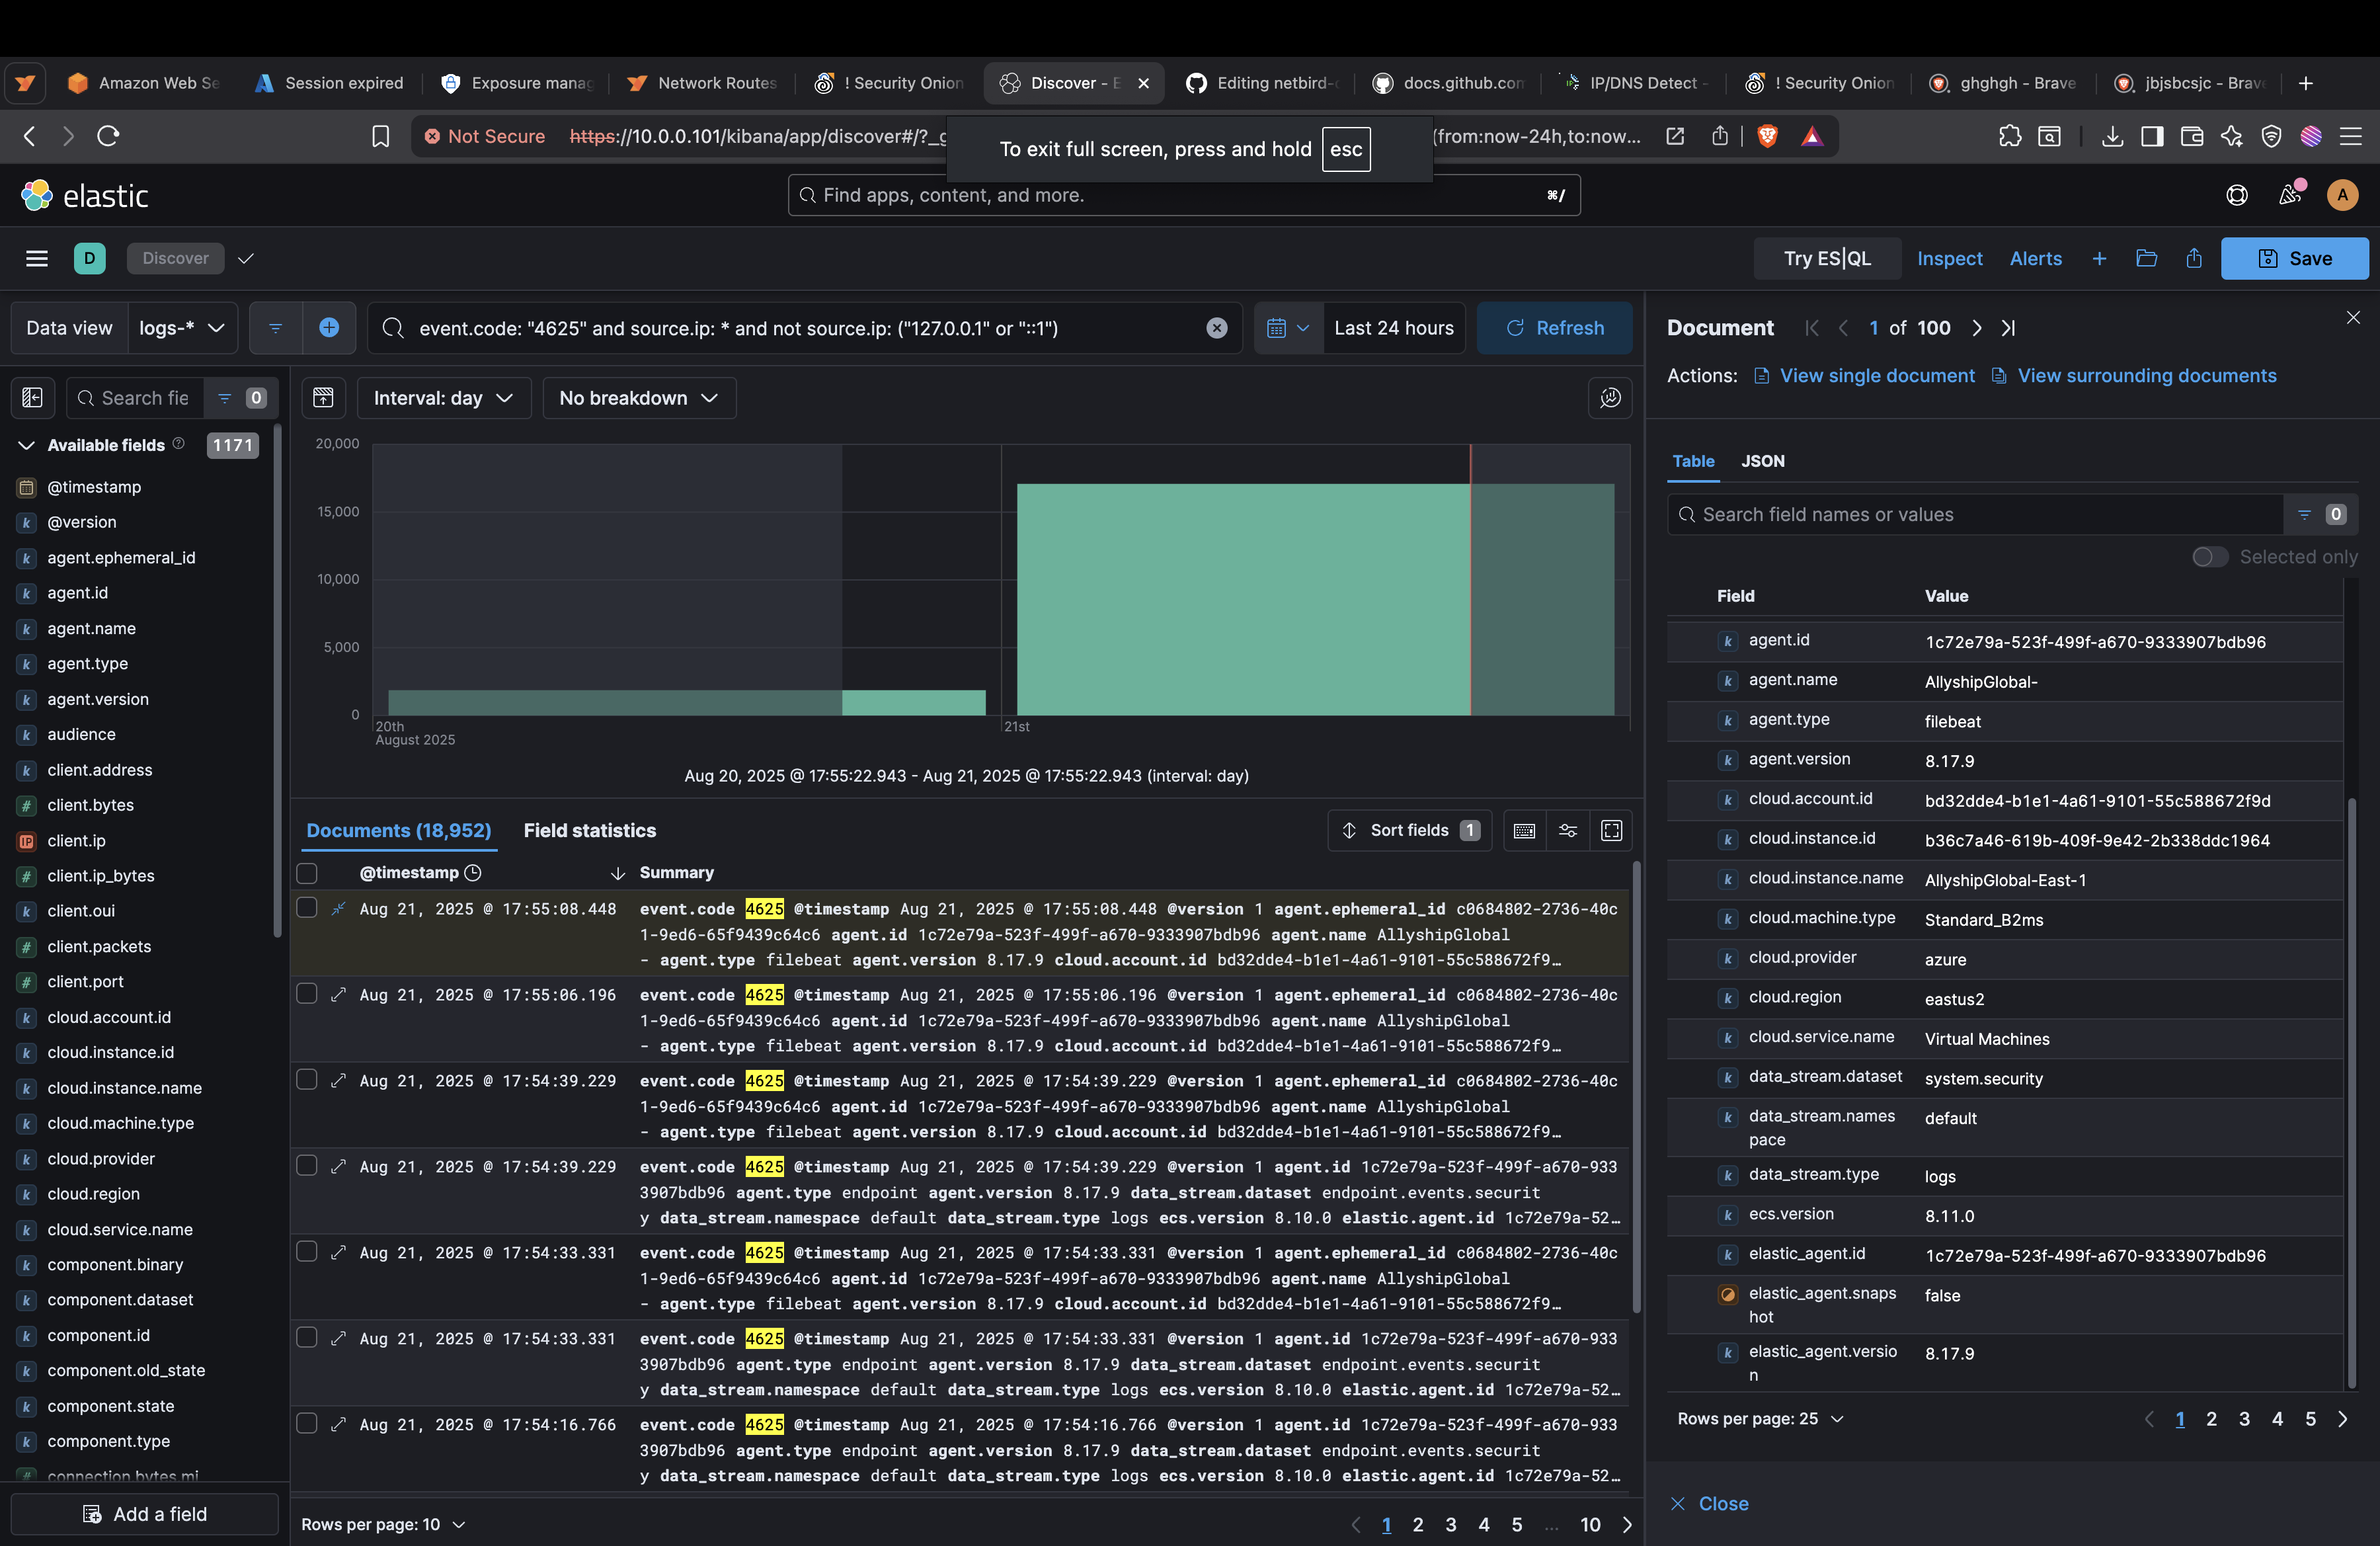 Amazon Web Se
Session expired
Exposure manag
Network Routes
! Security Onion
Discover - E
Editing netbird-c
docs.github.com
IP/DNS Detect -
! Security Onion
ghghgh - Brave
jbjsbcsjc - Brave
Not Secure https://10.0.0.101/kibana/app/discover#/?_g
(from:now-24h,to:now...
To exit full screen, press and hold esc
elastic
Find apps, content, and more.
⌘/
A
D
Discover
Try ES|QL
Inspect
Alerts
Save
Data view logs-*
event.code: "4625" and source.ip: * and not source.ip: ("127.0.0.1" or "::1")
Last 24 hours
Refresh
Search fie
0
Available fields 1171
@timestamp
@version
agent.ephemeral_id
agent.id
agent.name
agent.type
agent.version
audience
client.address
client.bytes
client.ip
client.ip_bytes
client.oui
client.packets
client.port
cloud.account.id
cloud.instance.id
cloud.instance.name
cloud.machine.type
cloud.provider
cloud.region
cloud.service.name
component.binary
component.dataset
component.id
component.old_state
component.state
component.type
connection.bytes.mi
Add a field
Interval: day
No breakdown
20,000
15,000
10,000
5,000
0
20th
August 2025
21st
Aug 20, 2025 @ 17:55:22.943 - Aug 21, 2025 @ 17:55:22.943 (interval: day)
Documents (18,952)
Field statistics
Sort fields 1
@timestamp
Summary
Aug 21, 2025 @ 17:55:08.448 event.code 4625 @timestamp Aug 21, 2025 @ 17:55:08.448 @version 1 agent.ephemeral_id c0684802-2736-40c
1-9ed6-65f9439c64c6 agent.id 1c72e79a-523f-499f-a670-9333907bdb96 agent.name AllyshipGlobal
- agent.type filebeat agent.version 8.17.9 cloud.account.id bd32dde4-b1e1-4a61-9101-55c588672f9…
Aug 21, 2025 @ 17:55:06.196 event.code 4625 @timestamp Aug 21, 2025 @ 17:55:06.196 @version 1 agent.ephemeral_id c0684802-2736-40c
1-9ed6-65f9439c64c6 agent.id 1c72e79a-523f-499f-a670-9333907bdb96 agent.name AllyshipGlobal
- agent.type filebeat agent.version 8.17.9 cloud.account.id bd32dde4-b1e1-4a61-9101-55c588672f9…
Aug 21, 2025 @ 17:54:39.229 event.code 4625 @timestamp Aug 21, 2025 @ 17:54:39.229 @version 1 agent.ephemeral_id c0684802-2736-40c
1-9ed6-65f9439c64c6 agent.id 1c72e79a-523f-499f-a670-9333907bdb96 agent.name AllyshipGlobal
- agent.type filebeat agent.version 8.17.9 cloud.account.id bd32dde4-b1e1-4a61-9101-55c588672f9…
Aug 21, 2025 @ 17:54:39.229 event.code 4625 @timestamp Aug 21, 2025 @ 17:54:39.229 @version 1 agent.id 1c72e79a-523f-499f-a670-933
3907bdb96 agent.type endpoint agent.version 8.17.9 data_stream.dataset endpoint.events.securit
y data_stream.namespace default data_stream.type logs ecs.version 8.10.0 elastic.agent.id 1c72e79a-52…
Aug 21, 2025 @ 17:54:33.331 event.code 4625 @timestamp Aug 21, 2025 @ 17:54:33.331 @version 1 agent.ephemeral_id c0684802-2736-40c
1-9ed6-65f9439c64c6 agent.id 1c72e79a-523f-499f-a670-9333907bdb96 agent.name AllyshipGlobal
- agent.type filebeat agent.version 8.17.9 cloud.account.id bd32dde4-b1e1-4a61-9101-55c588672f9…
Aug 21, 2025 @ 17:54:33.331 event.code 4625 @timestamp Aug 21, 2025 @ 17:54:33.331 @version 1 agent.id 1c72e79a-523f-499f-a670-933
3907bdb96 agent.type endpoint agent.version 8.17.9 data_stream.dataset endpoint.events.securit
y data_stream.namespace default data_stream.type logs ecs.version 8.10.0 elastic.agent.id 1c72e79a-52…
Aug 21, 2025 @ 17:54:16.766 event.code 4625 @timestamp Aug 21, 2025 @ 17:54:16.766 @version 1 agent.id 1c72e79a-523f-499f-a670-933
3907bdb96 agent.type endpoint agent.version 8.17.9 data_stream.dataset endpoint.events.securit
y data_stream.namespace default data_stream.type logs ecs.version 8.10.0 elastic.agent.id 1c72e79a-52…
Rows per page: 10
1 2 3 4 5 … 10
Document 1 of 100
Actions: View single document View surrounding documents
Table JSON
Search field names or values
0
Selected only
Field Value
agent.id 1c72e79a-523f-499f-a670-9333907bdb96
agent.name AllyshipGlobal-
agent.type filebeat
agent.version 8.17.9
cloud.account.id bd32dde4-b1e1-4a61-9101-55c588672f9d
cloud.instance.id b36c7a46-619b-409f-9e42-2b338ddc1964
cloud.instance.name AllyshipGlobal-East-1
cloud.machine.type Standard_B2ms
cloud.provider azure
cloud.region eastus2
cloud.service.name Virtual Machines
data_stream.dataset system.security
data_stream.names
pace default
data_stream.type logs
ecs.version 8.11.0
elastic_agent.id 1c72e79a-523f-499f-a670-9333907bdb96
elastic_agent.snaps
hot false
elastic_agent.versio
n 8.17.9
Rows per page: 25
1 2 3 4 5
Close